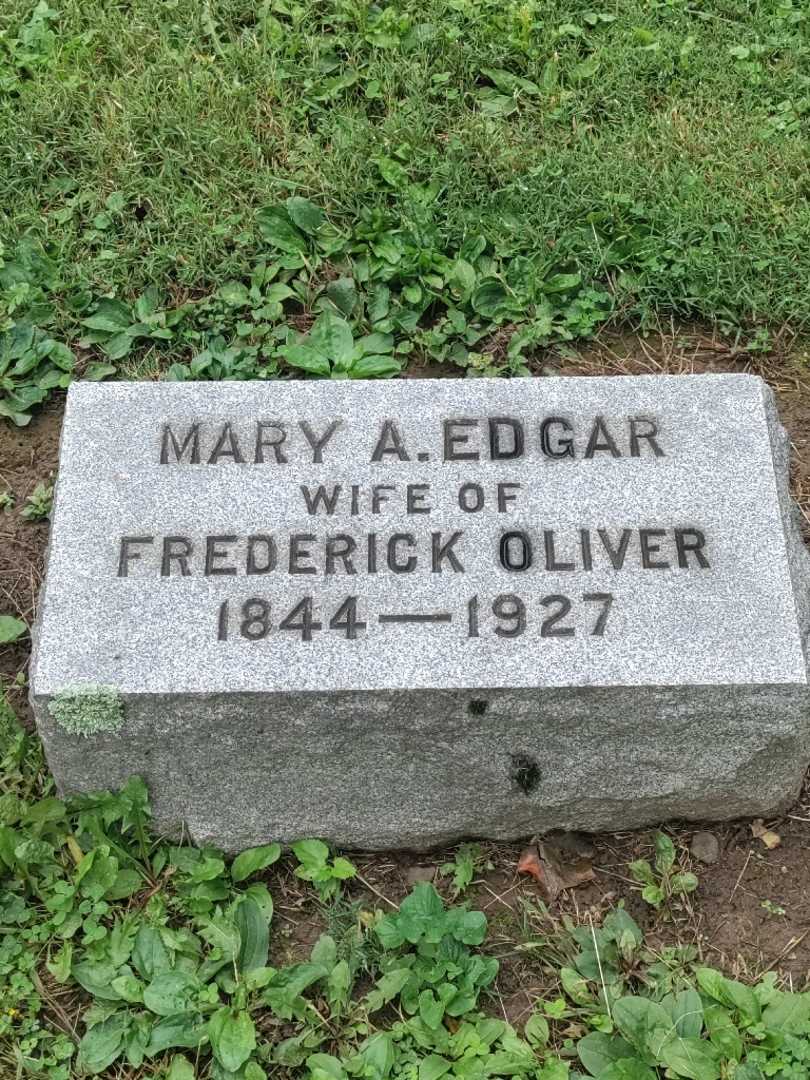 MARY A. EDGAR
WIFE OF
FREDERICK OLIVER
1844—1927